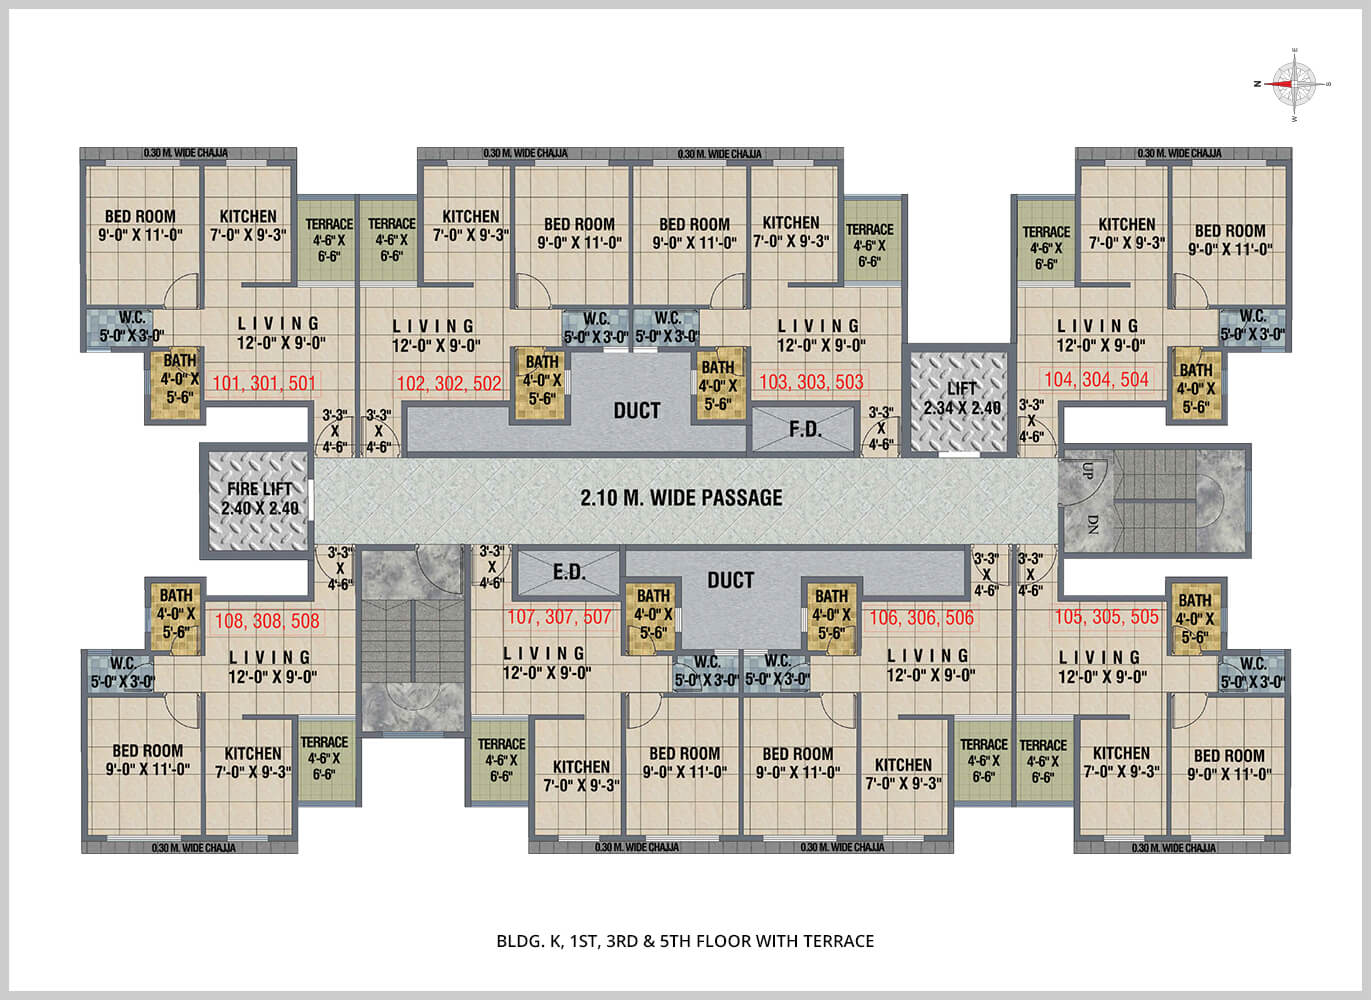 E
N
S
W
0.30 M. WIDE CHAJJA
0.30 M. WIDE CHAJJA
0.30 M. WIDE CHAJJA
0.30 M. WIDE CHAJJA
BED ROOM
9'-0" X 11'-0"
KITCHEN
7'-0" X 9'-3"
TERRACE
4'-6" X
6'-6"
TERRACE
4'-6" X
6'-6"
KITCHEN
7'-0" X 9'-3"
BED ROOM
9'-0" X 11'-0"
BED ROOM
9'-0" X 11'-0"
KITCHEN
7'-0" X 9'-3"
TERRACE
4'-6" X
6'-6"
TERRACE
4'-6" X
6'-6"
KITCHEN
7'-0" X 9'-3"
BED ROOM
9'-0" X 11'-0"
W.C.
5'-0" X 3'-0"
LIVING
12'-0" X 9'-0"
LIVING
12'-0" X 9'-0"
W.C.
5'-0" X 3'-0"
W.C.
5'-0" X 3'-0"
LIVING
12'-0" X 9'-0"
LIVING
12'-0" X 9'-0"
W.C.
5'-0" X 3'-0"
BATH
4'-0" X
5'-6"
101, 301, 501
102, 302, 502
BATH
4'-0" X
5'-6"
DUCT
BATH
4'-0" X
5'-6"
103, 303, 503
LIFT
2.34 X 2.40
104, 304, 504
BATH
4'-0" X
5'-6"
3'-3"
X
4'-6"
3'-3"
X
4'-6"
F.D.
3'-3"
X
4'-6"
3'-3"
X
4'-6"
FIRE LIFT
2.40 X 2.40
2.10 M. WIDE PASSAGE
UP
DN
3'-3"
X
4'-6"
3'-3"
X
4'-6"
E.D.
DUCT
3'-3"
X
4'-6"
3'-3"
X
4'-6"
BATH
4'-0" X
5'-6"
108, 308, 508
107, 307, 507
BATH
4'-0" X
5'-6"
BATH
4'-0" X
5'-6"
106, 306, 506
105, 305, 505
BATH
4'-0" X
5'-6"
W.C.
5'-0" X 3'-0"
LIVING
12'-0" X 9'-0"
LIVING
12'-0" X 9'-0"
W.C.
5'-0" X 3'-0"
W.C.
5'-0" X 3'-0"
LIVING
12'-0" X 9'-0"
LIVING
12'-0" X 9'-0"
W.C.
5'-0" X 3'-0"
BED ROOM
9'-0" X 11'-0"
KITCHEN
7'-0" X 9'-3"
TERRACE
4'-6" X
6'-6"
TERRACE
4'-6" X
6'-6"
KITCHEN
7'-0" X 9'-3"
BED ROOM
9'-0" X 11'-0"
BED ROOM
9'-0" X 11'-0"
KITCHEN
7'-0" X 9'-3"
TERRACE
4'-6" X
6'-6"
TERRACE
4'-6" X
6'-6"
KITCHEN
7'-0" X 9'-3"
BED ROOM
9'-0" X 11'-0"
0.30 M. WIDE CHAJJA
0.30 M. WIDE CHAJJA
0.30 M. WIDE CHAJJA
0.30 M. WIDE CHAJJA
BLDG. K, 1ST, 3RD & 5TH FLOOR WITH TERRACE